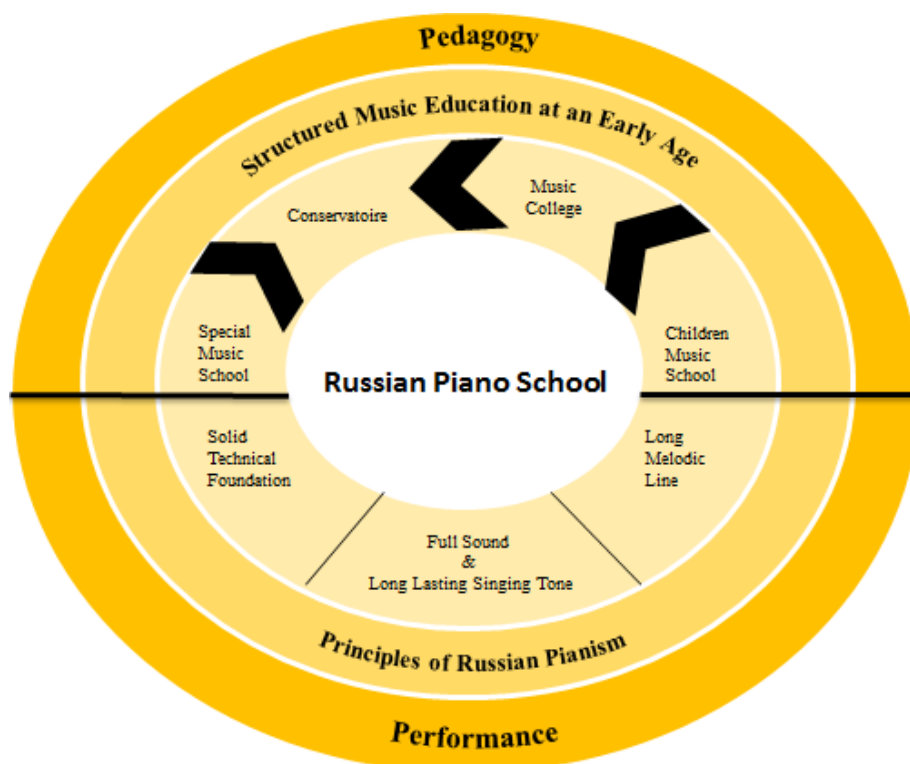 Pedagogy
Structured Music Education at an Early Age
Music
College
Conservatoire
Special
Music
School
Children
Music
School
Russian Piano School
Solid
Technical
Foundation
Long
Melodic
Line
Full Sound
&
Long Lasting Singing Tone
Principles of Russian Pianism
Performance